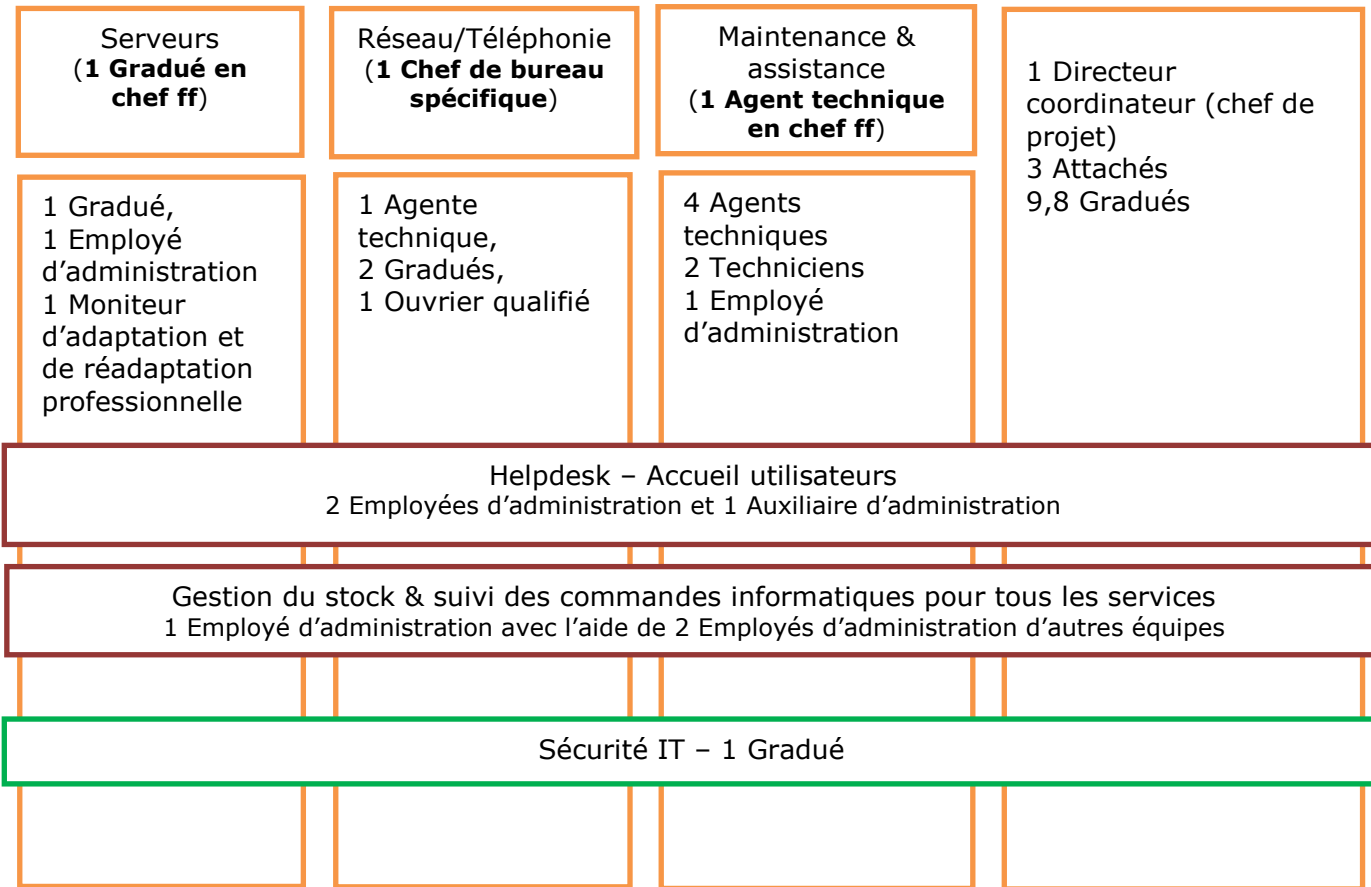 Serveurs
(1 Gradué en
chef ff)
Réseau/Téléphonie
(1 Chef de bureau
spécifique)
Maintenance &
assistance
(1 Agent technique
en chef ff)
1 Directeur
coordinateur (chef de
projet)
3 Attachés
9,8 Gradués
1 Gradué,
1 Employé
d’administration
1 Moniteur
d’adaptation et
de réadaptation
professionnelle
1 Agente
technique,
2 Gradués,
1 Ouvrier qualifié
4 Agents
techniques
2 Techniciens
1 Employé
d’administration
Helpdesk – Accueil utilisateurs
2 Employées d’administration et 1 Auxiliaire d’administration
Gestion du stock & suivi des commandes informatiques pour tous les services
1 Employé d’administration avec l’aide de 2 Employés d’administration d’autres équipes
Sécurité IT – 1 Gradué